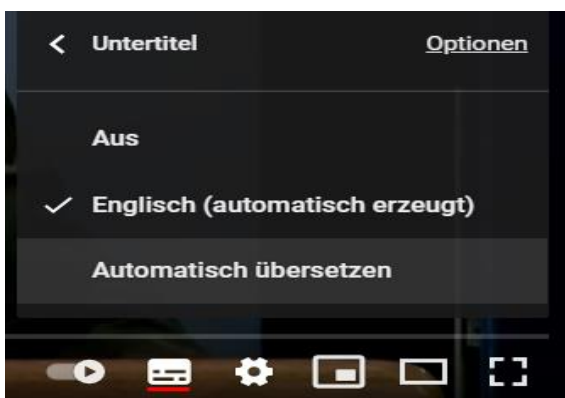 Untertitel Optionen
Aus
Englisch (automatisch erzeugt)
Automatisch übersetzen